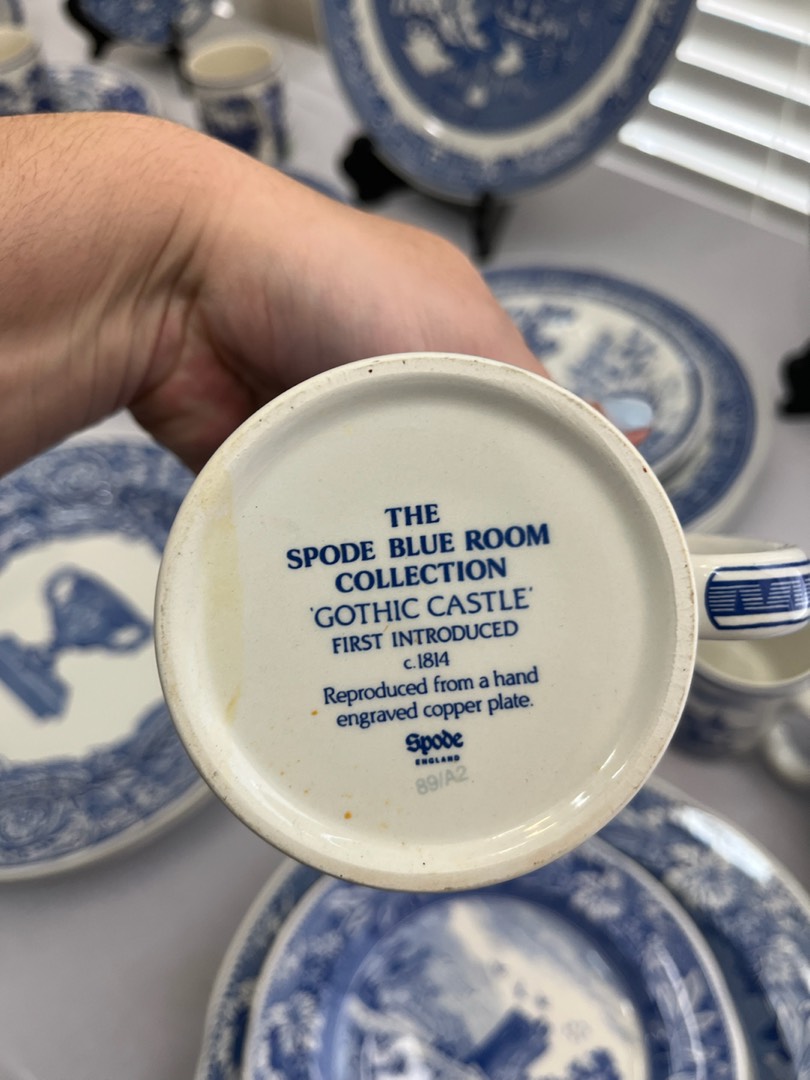 THE
SPODE BLUE ROOM
COLLECTION
'GOTHIC CASTLE'
FIRST INTRODUCED
c.1814
Reproduced from a hand
engraved copper plate.
Spode
ENGLAND
89/A2